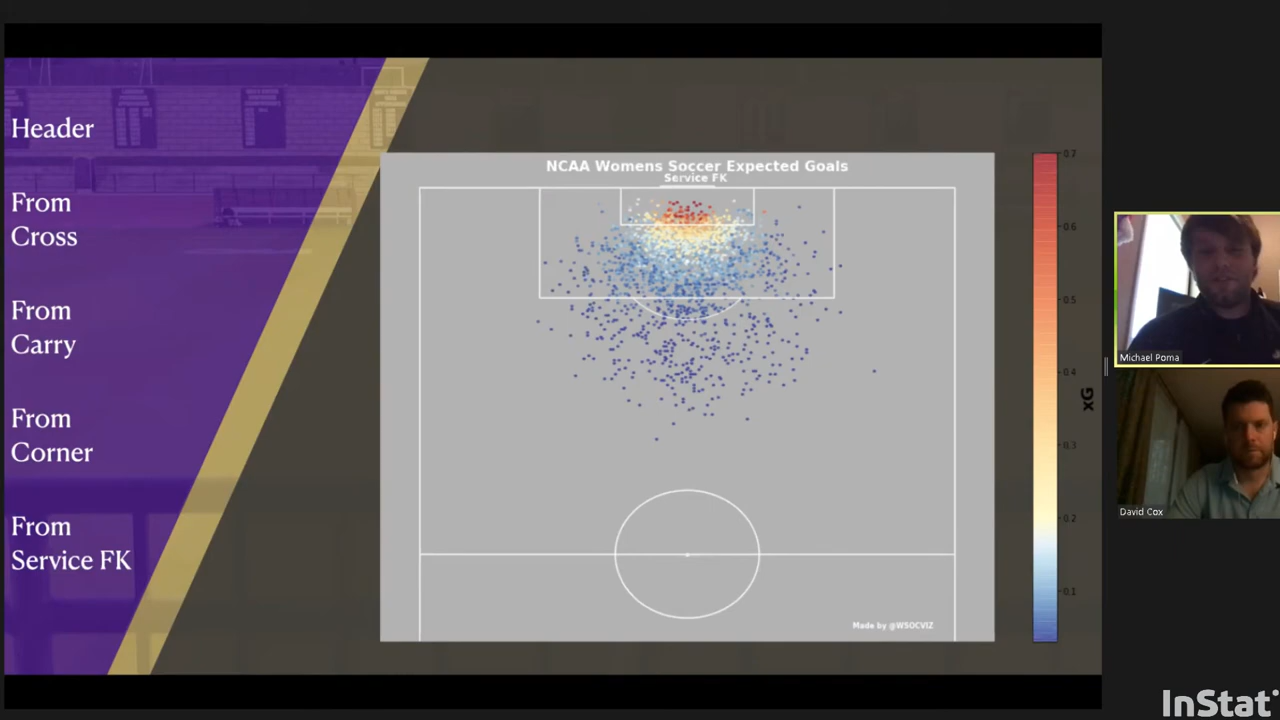 Header
From
Cross
From
Carry
From
Corner
From
Service FK
NCAA Womens Soccer Expected Goals
Service FK
Made by @WSOCVIZ
0.7
0.6
0.5
0.4
0.3
0.2
0.1
xG
Michael Poma
David Cox
InStat